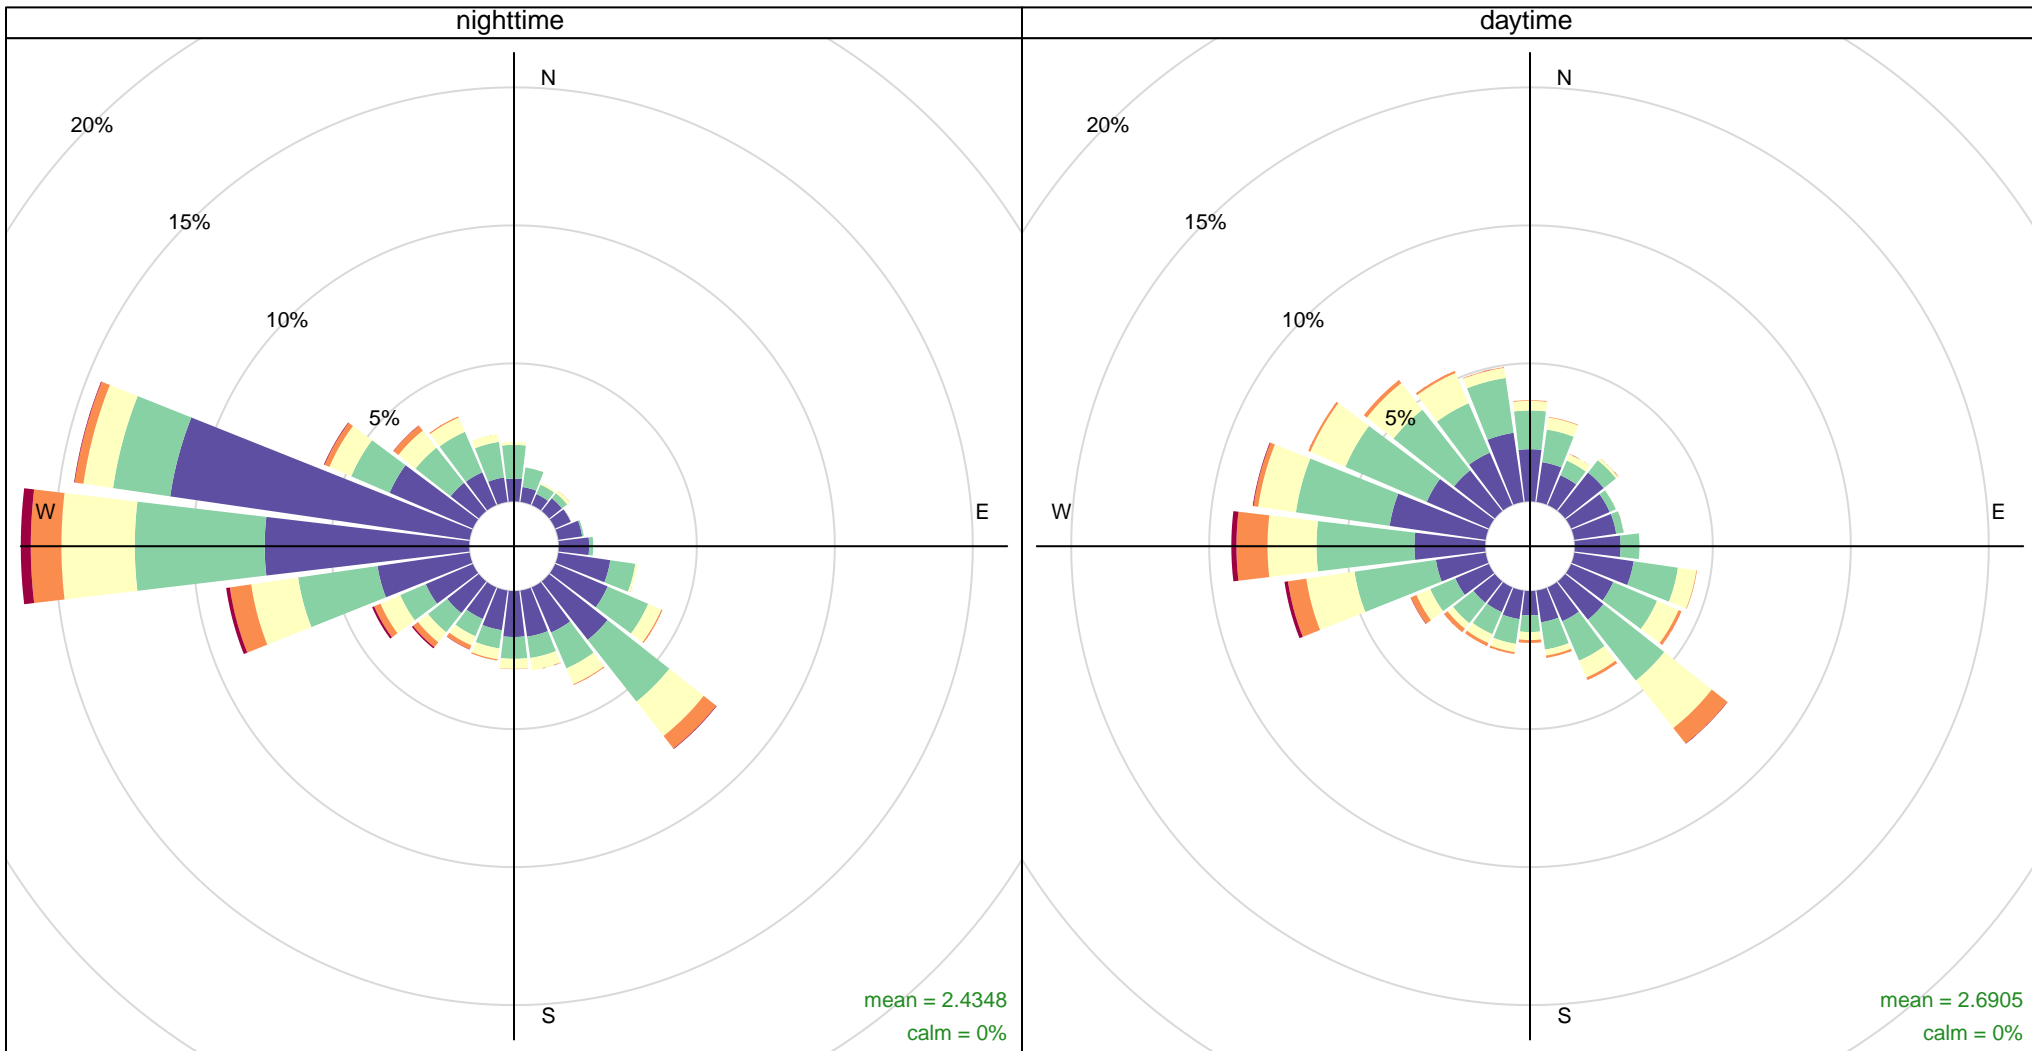 nighttime
N
20%
15%
10%
5%
W
E
S
mean = 2.4348
calm = 0%
daytime
N
20%
15%
10%
5%
W
E
S
mean = 2.6905
calm = 0%